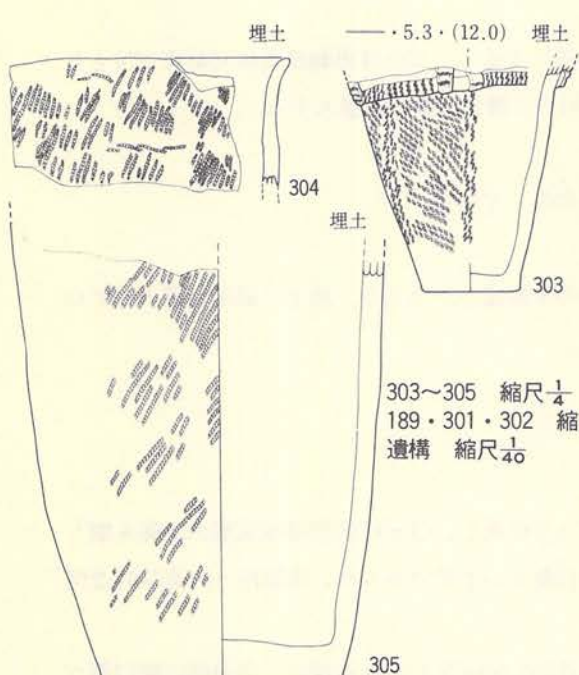 埋土
—・5.3・(12.0) 埋土
304
303
埋土
303～305 縮尺1/4
189・301・302 縮
遺構 縮尺1/40
305